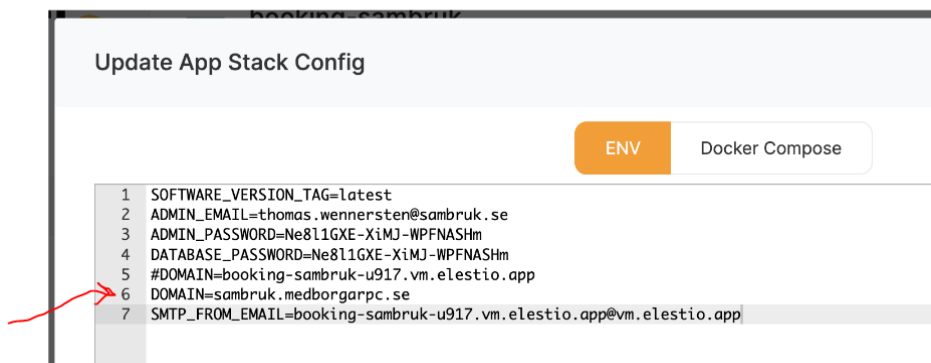 booking-sambruk
Update App Stack Config
ENV
Docker Compose
1 SOFTWARE_VERSION_TAG=latest
2 ADMIN_EMAIL=thomas.wennersten@sambruk.se
3 ADMIN_PASSWORD=Ne8l1GXE-XiMJ-WPFNASHm
4 DATABASE_PASSWORD=Ne8l1GXE-XiMJ-WPFNASHm
5 #DOMAIN=booking-sambruk-u917.vm.elestio.app
6 DOMAIN=sambruk.medborgarpc.se
7 SMTP_FROM_EMAIL=booking-sambruk-u917.vm.elestio.app@vm.elestio.app